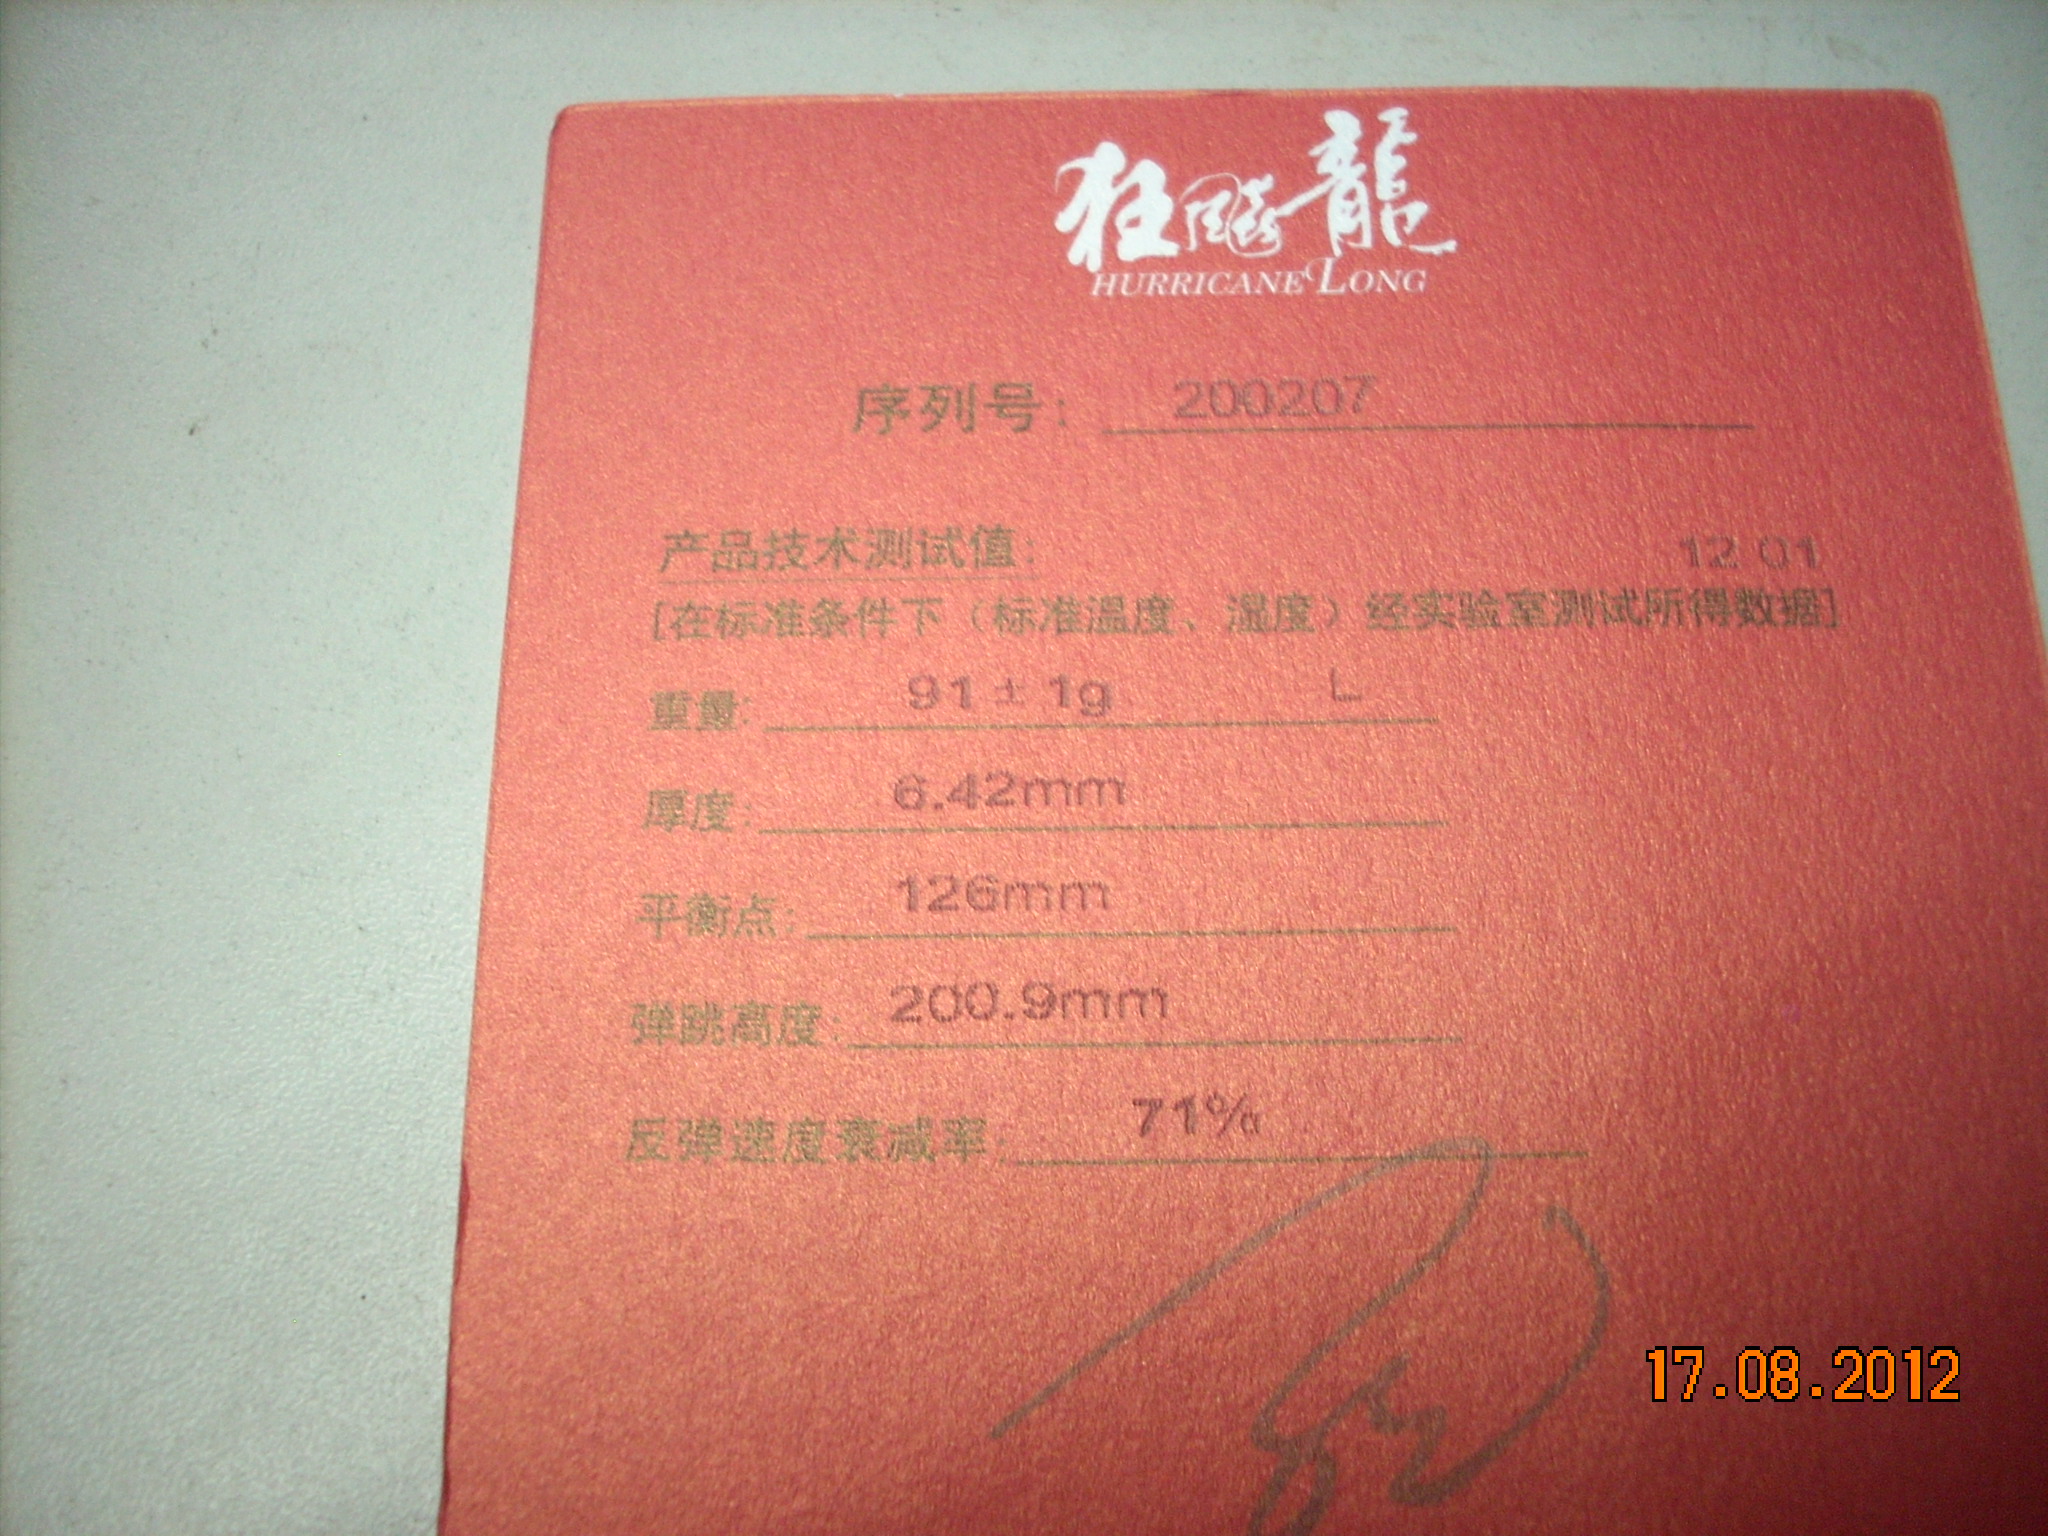 狂飚龍
HURRICANE LONG
序列号: 200207
产品技术测试值: 12 01
[在标准条件下（标准温度、湿度）经实验室测试所得数据]
重量: 91±1g L
厚度: 6.42mm
平衡点: 126mm
弹跳高度: 200.9mm
反弹速度衰减率: 71%
17.08.2012